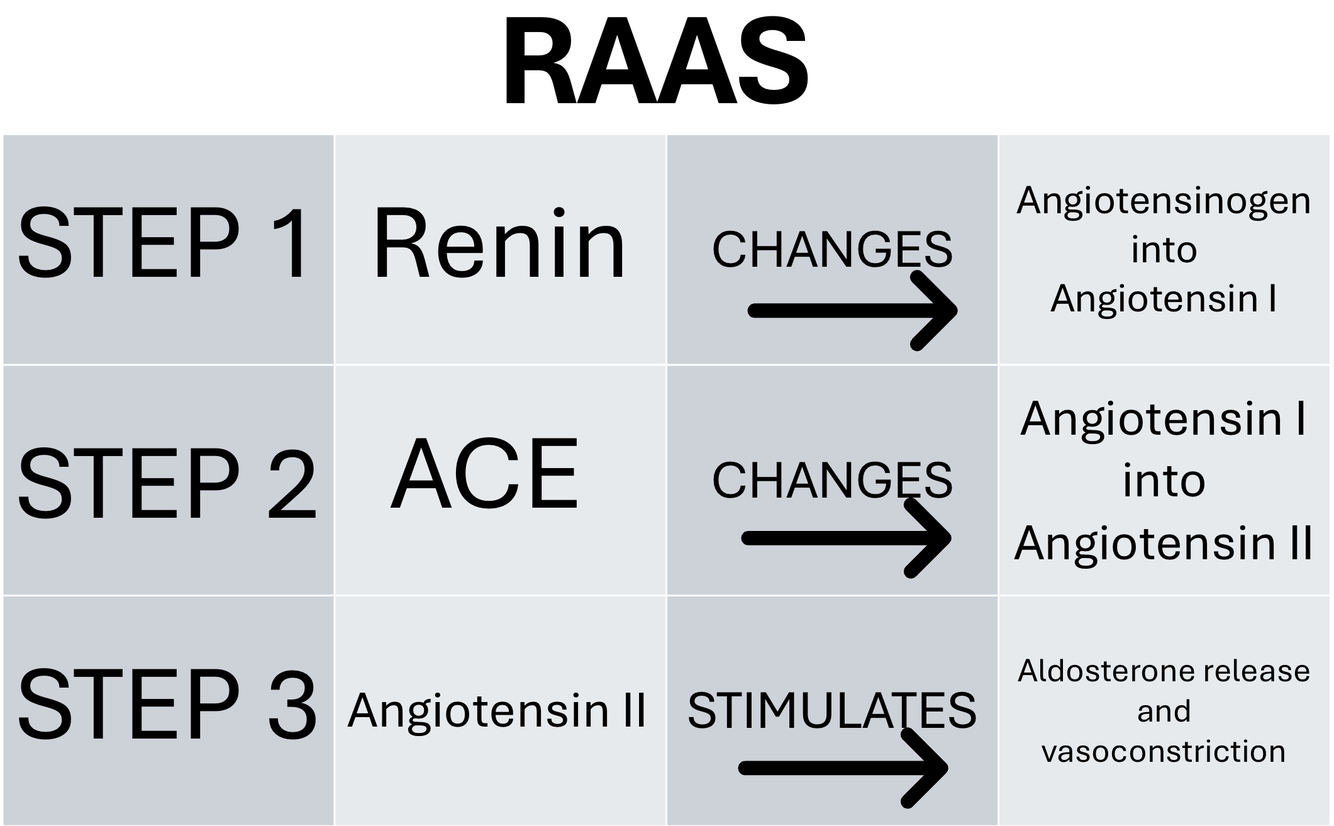 RAAS
STEP 1
Renin
CHANGES
Angiotensinogen
into
Angiotensin I
STEP 2
ACE
CHANGES
Angiotensin I
into
Angiotensin II
STEP 3
Angiotensin II
STIMULATES
Aldosterone release
and
vasoconstriction